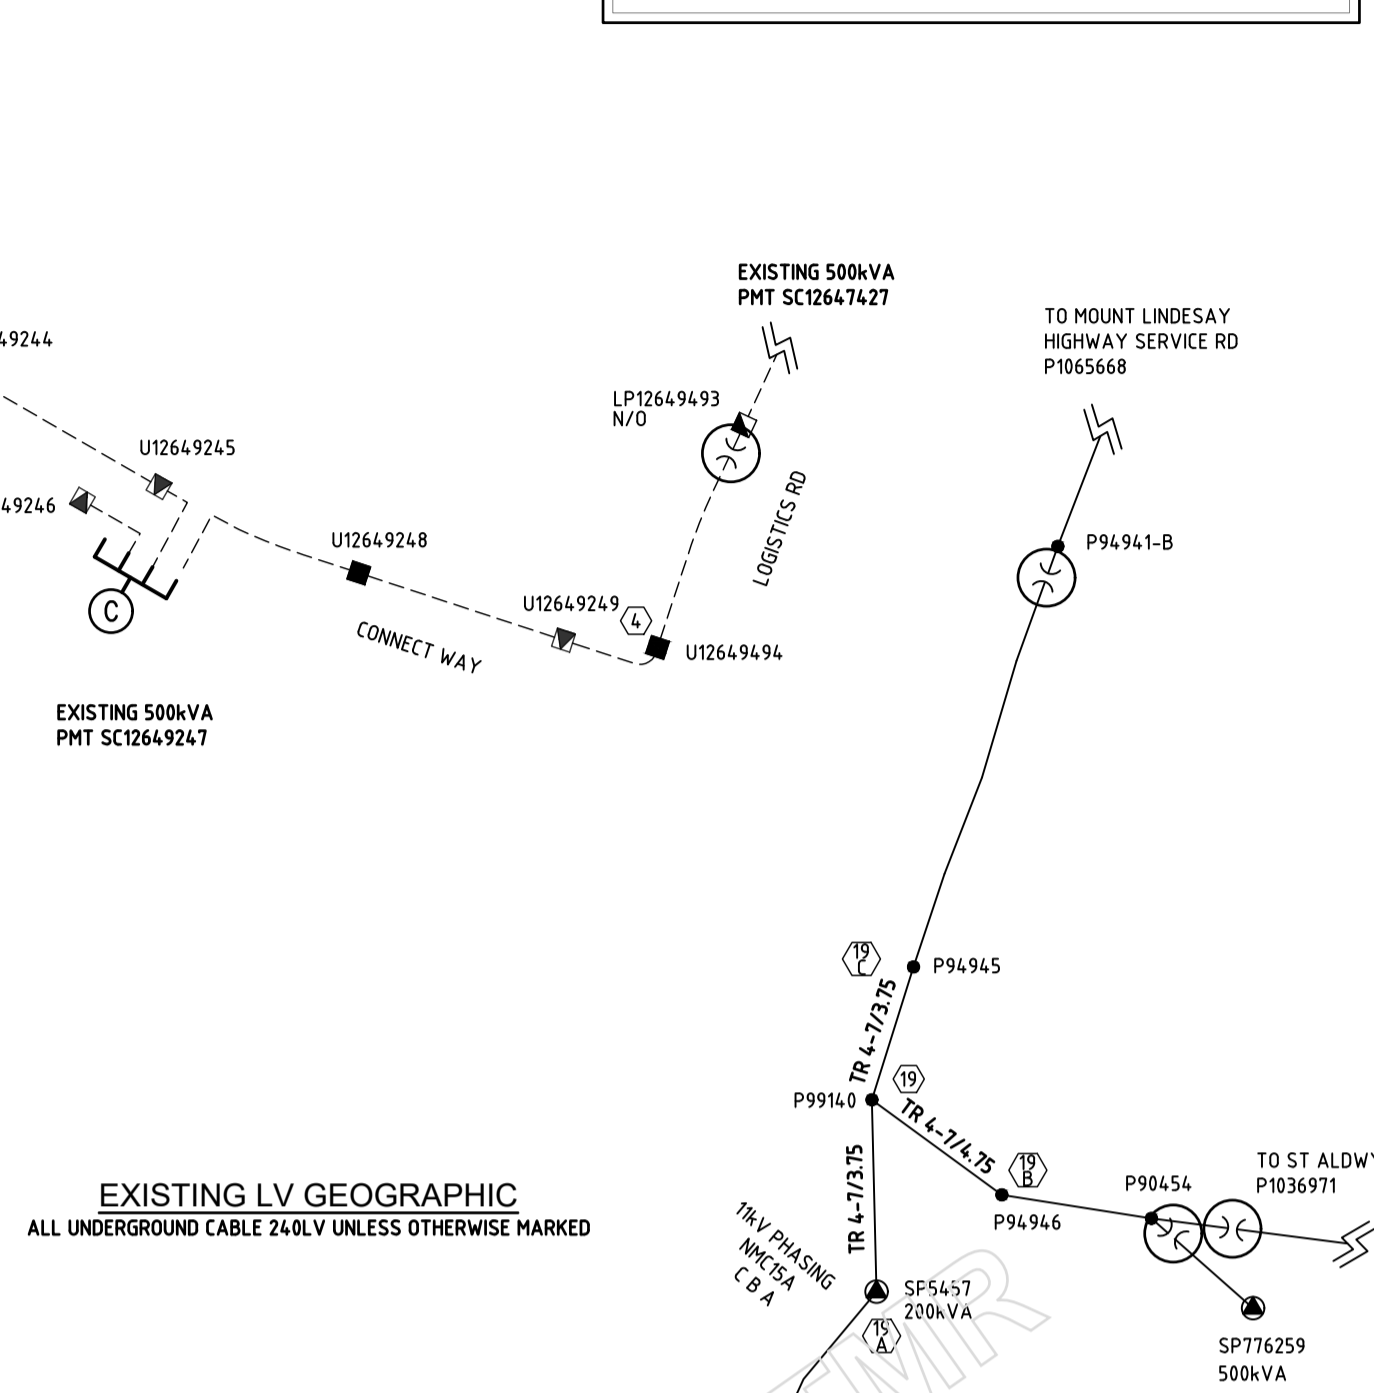 EXISTING 500kVA
PMT SC12647427
TO MOUNT LINDESAY
HIGHWAY SERVICE RD
P1065668
49244
LP12649493
N/O
U12649245
49246
LOGISTICS RD
U12649248
P94941-B
C
U12649249
4
U12649494
CONNECT WAY
EXISTING 500kVA
PMT SC12649247
19
C
P94945
TR 4-7/3.75
19
P99140
TR 4-7/4.75
TR 4-7/3.75
19
B
P94946
P90454
TO ST ALDWY
P1036971
EXISTING LV GEOGRAPHIC
ALL UNDERGROUND CABLE 240LV UNLESS OTHERWISE MARKED
11kV PHASING
NMC15A
C B A
SP5457
200kVA
19
A
SP776259
500kVA
TMR